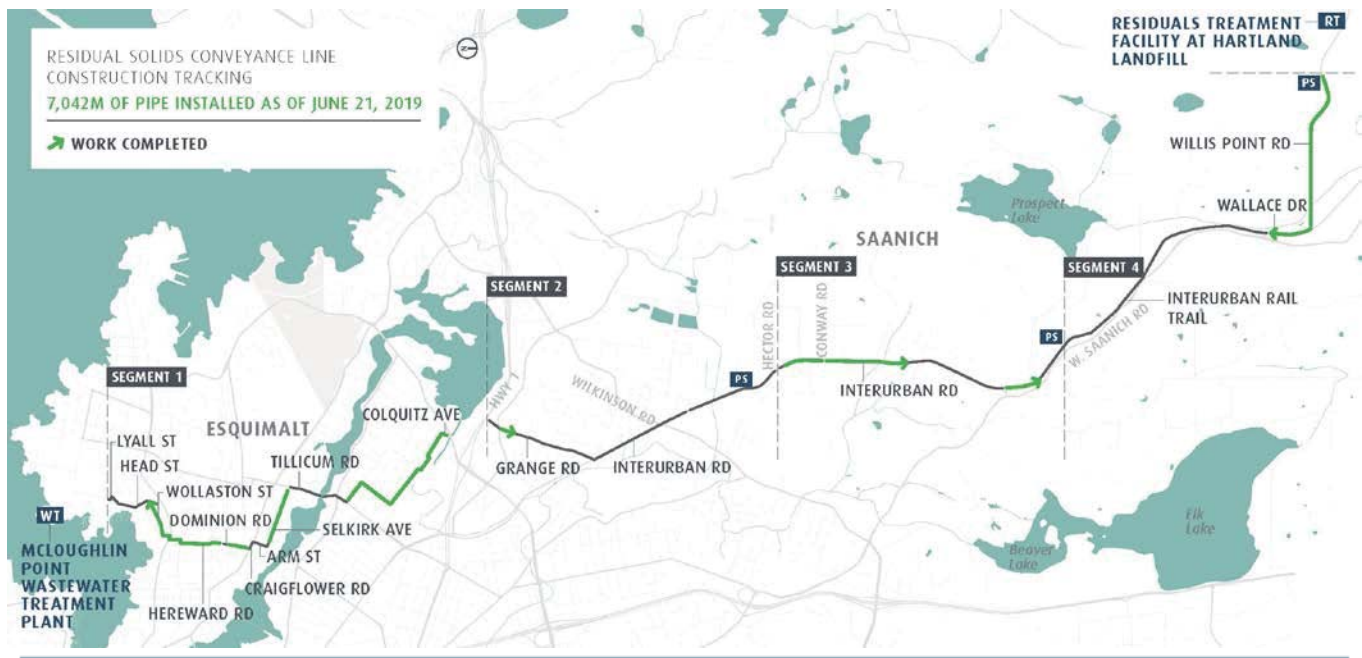 RESIDUAL SOLIDS CONVEYANCE LINE
CONSTRUCTION TRACKING
7,042M OF PIPE INSTALLED AS OF JUNE 21, 2019
WORK COMPLETED
N
RESIDUALS TREATMENT
FACILITY AT HARTLAND
LANDFILL
RT
PS
WILLIS POINT RD
WALLACE DR
Prospect
Lake
SAANICH
SEGMENT 3
SEGMENT 4
SEGMENT 2
HECTOR RD
CONWAY RD
INTERURBAN RAIL
TRAIL
W. SAANICH RD
PS
HWY 1
WILKINSON RD
PS
INTERURBAN RD
SEGMENT 1
COLQUITZ AVE
ESQUIMALT
LYALL ST
HEAD ST
TILLICUM RD
GRANGE RD
INTERURBAN RD
WOLLASTON ST
DOMINION RD
SELKIRK AVE
WT
MCLOUGHLIN
POINT
WASTEWATER
TREATMENT
PLANT
ARM ST
CRAIGFLOWER RD
HEREWARD RD
Elk
Lake
Beaver
Lake